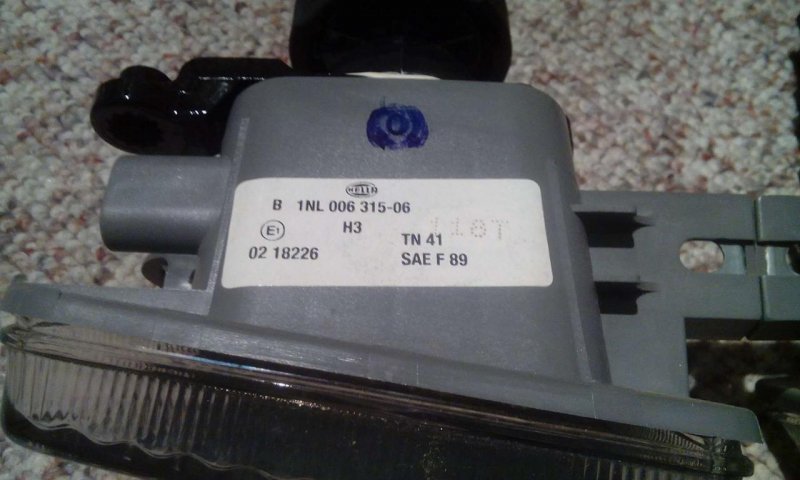 HELLA
B 1NL 006 315-06
H3
E1
TN 41
02 18226
SAE F 89